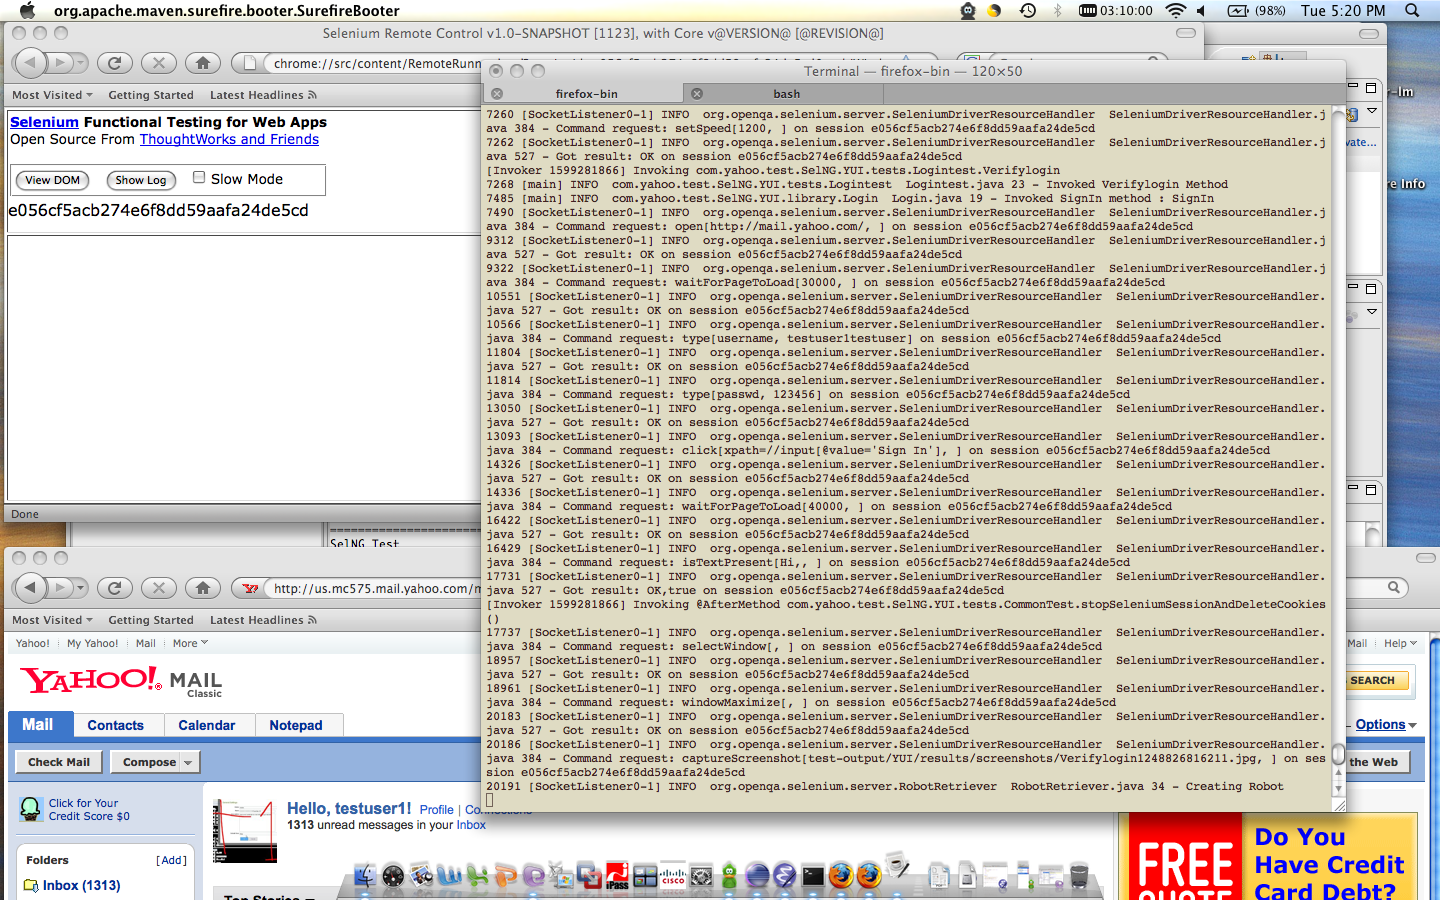 org.apache.maven.surefire.booter.SurefireBooter
03:10:00
(98%)
Tue 5:20 PM
Selenium Remote Control v1.0-SNAPSHOT [1123], with Core v@VERSION@ [@REVISION@]
chrome://src/content/RemoteRunn
Most Visited
Getting Started
Latest Headlines
Selenium Functional Testing for Web Apps
Open Source From ThoughtWorks and Friends
View DOM
Show Log
Slow Mode
e056cf5acb274e6f8dd59aafa24de5cd
Done
SelNG Test
Terminal — firefox-bin — 120×50
firefox-bin
bash
7260 [SocketListener0-1] INFO  org.openqa.selenium.server.SeleniumDriverResourceHandler  SeleniumDriverResourceHandler.j
ava 384 - Command request: setSpeed[1200, ] on session e056cf5acb274e6f8dd59aafa24de5cd
7262 [SocketListener0-1] INFO  org.openqa.selenium.server.SeleniumDriverResourceHandler  SeleniumDriverResourceHandler.j
ava 527 - Got result: OK on session e056cf5acb274e6f8dd59aafa24de5cd
[Invoker 1599281866] Invoking com.yahoo.test.SelNG.YUI.tests.Logintest.Verifylogin
7268 [main] INFO  com.yahoo.test.SelNG.YUI.tests.Logintest  Logintest.java 23 - Invoked Verifylogin Method
7485 [main] INFO  com.yahoo.test.SelNG.YUI.library.Login  Login.java 19 - Invoked SignIn method : SignIn
7490 [SocketListener0-1] INFO  org.openqa.selenium.server.SeleniumDriverResourceHandler  SeleniumDriverResourceHandler.j
ava 384 - Command request: open[http://mail.yahoo.com/, ] on session e056cf5acb274e6f8dd59aafa24de5cd
9312 [SocketListener0-1] INFO  org.openqa.selenium.server.SeleniumDriverResourceHandler  SeleniumDriverResourceHandler.j
ava 527 - Got result: OK on session e056cf5acb274e6f8dd59aafa24de5cd
9322 [SocketListener0-1] INFO  org.openqa.selenium.server.SeleniumDriverResourceHandler  SeleniumDriverResourceHandler.j
ava 384 - Command request: waitForPageToLoad[30000, ] on session e056cf5acb274e6f8dd59aafa24de5cd
10551 [SocketListener0-1] INFO  org.openqa.selenium.server.SeleniumDriverResourceHandler  SeleniumDriverResourceHandler.
java 527 - Got result: OK on session e056cf5acb274e6f8dd59aafa24de5cd
10566 [SocketListener0-1] INFO  org.openqa.selenium.server.SeleniumDriverResourceHandler  SeleniumDriverResourceHandler.
java 384 - Command request: type[username, testuser1testuser] on session e056cf5acb274e6f8dd59aafa24de5cd
11804 [SocketListener0-1] INFO  org.openqa.selenium.server.SeleniumDriverResourceHandler  SeleniumDriverResourceHandler.
java 527 - Got result: OK on session e056cf5acb274e6f8dd59aafa24de5cd
11814 [SocketListener0-1] INFO  org.openqa.selenium.server.SeleniumDriverResourceHandler  SeleniumDriverResourceHandler.
java 384 - Command request: type[passwd, 123456] on session e056cf5acb274e6f8dd59aafa24de5cd
13050 [SocketListener0-1] INFO  org.openqa.selenium.server.SeleniumDriverResourceHandler  SeleniumDriverResourceHandler.
java 527 - Got result: OK on session e056cf5acb274e6f8dd59aafa24de5cd
13093 [SocketListener0-1] INFO  org.openqa.selenium.server.SeleniumDriverResourceHandler  SeleniumDriverResourceHandler.
java 384 - Command request: click[xpath=//input[@value='Sign In'], ] on session e056cf5acb274e6f8dd59aafa24de5cd
14326 [SocketListener0-1] INFO  org.openqa.selenium.server.SeleniumDriverResourceHandler  SeleniumDriverResourceHandler.
java 527 - Got result: OK on session e056cf5acb274e6f8dd59aafa24de5cd
14336 [SocketListener0-1] INFO  org.openqa.selenium.server.SeleniumDriverResourceHandler  SeleniumDriverResourceHandler.
java 384 - Command request: waitForPageToLoad[40000, ] on session e056cf5acb274e6f8dd59aafa24de5cd
16422 [SocketListener0-1] INFO  org.openqa.selenium.server.SeleniumDriverResourceHandler  SeleniumDriverResourceHandler.
java 527 - Got result: OK on session e056cf5acb274e6f8dd59aafa24de5cd
16429 [SocketListener0-1] INFO  org.openqa.selenium.server.SeleniumDriverResourceHandler  SeleniumDriverResourceHandler.
java 384 - Command request: isTextPresent[Hi,, ] on session e056cf5acb274e6f8dd59aafa24de5cd
17731 [SocketListener0-1] INFO  org.openqa.selenium.server.SeleniumDriverResourceHandler  SeleniumDriverResourceHandler.
java 527 - Got result: OK,true on session e056cf5acb274e6f8dd59aafa24de5cd
[Invoker 1599281866] Invoking @AfterMethod com.yahoo.test.SelNG.YUI.tests.CommonTest.stopSeleniumSessionAndDeleteCookies
()
17737 [SocketListener0-1] INFO  org.openqa.selenium.server.SeleniumDriverResourceHandler  SeleniumDriverResourceHandler.
java 384 - Command request: selectWindow[, ] on session e056cf5acb274e6f8dd59aafa24de5cd
18957 [SocketListener0-1] INFO  org.openqa.selenium.server.SeleniumDriverResourceHandler  SeleniumDriverResourceHandler.
java 527 - Got result: OK on session e056cf5acb274e6f8dd59aafa24de5cd
18961 [SocketListener0-1] INFO  org.openqa.selenium.server.SeleniumDriverResourceHandler  SeleniumDriverResourceHandler.
java 384 - Command request: windowMaximize[, ] on session e056cf5acb274e6f8dd59aafa24de5cd
20183 [SocketListener0-1] INFO  org.openqa.selenium.server.SeleniumDriverResourceHandler  SeleniumDriverResourceHandler.
java 527 - Got result: OK on session e056cf5acb274e6f8dd59aafa24de5cd
20186 [SocketListener0-1] INFO  org.openqa.selenium.server.SeleniumDriverResourceHandler  SeleniumDriverResourceHandler.
java 384 - Command request: captureScreenshot[test-output/YUI/results/screenshots/Verifylogin1248826816211.jpg, ] on ses
sion e056cf5acb274e6f8dd59aafa24de5cd
20191 [SocketListener0-1] INFO  org.openqa.selenium.server.RobotRetriever  RobotRetriever.java 34 - Creating Robot
r-Im
vate...
re Info
http://us.mc575.mail.yahoo.com/m
Most Visited
Getting Started
Latest Headlines
Yahoo!
My Yahoo!
Mail
More
Mail
Help
YAHOO! MAIL
Classic
SEARCH
Mail
Contacts
Calendar
Notepad
Options
Check Mail
Compose
the Web
Click for Your
Credit Score $0
Hello, testuser1! Profile | Connections
1313 unread messages in your Inbox
Folders
[Add]
Inbox (1313)
Top Stories
iPass
CISCO
FREE
QUOTE
Do You
Have Credit
Card Debt?